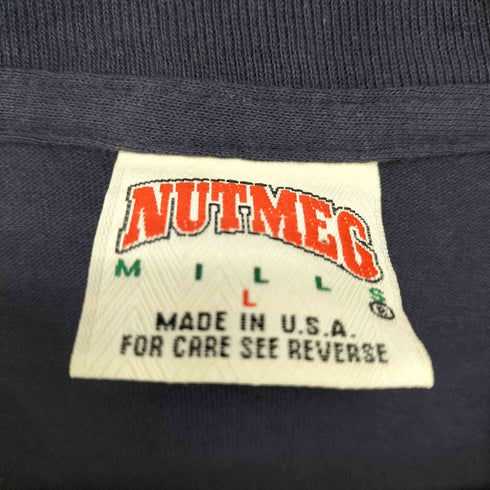 NUTMEG
MILLS®
L
MADE IN U.S.A.
FOR CARE SEE REVERSE